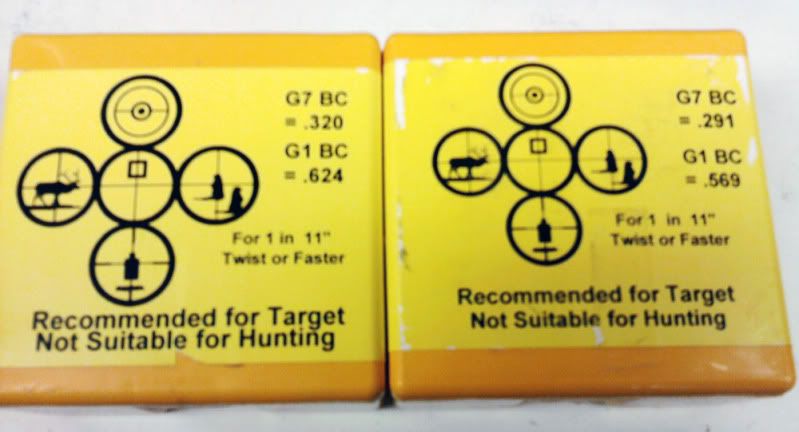 G7 BC
= .320
G1 BC
= .624
For 1 in 11"
Twist or Faster
Recommended for Target
Not Suitable for Hunting
G7 BC
= .291
G1 BC
= .569
For 1 in 11"
Twist or Faster
Recommended for Target
Not Suitable for Hunting